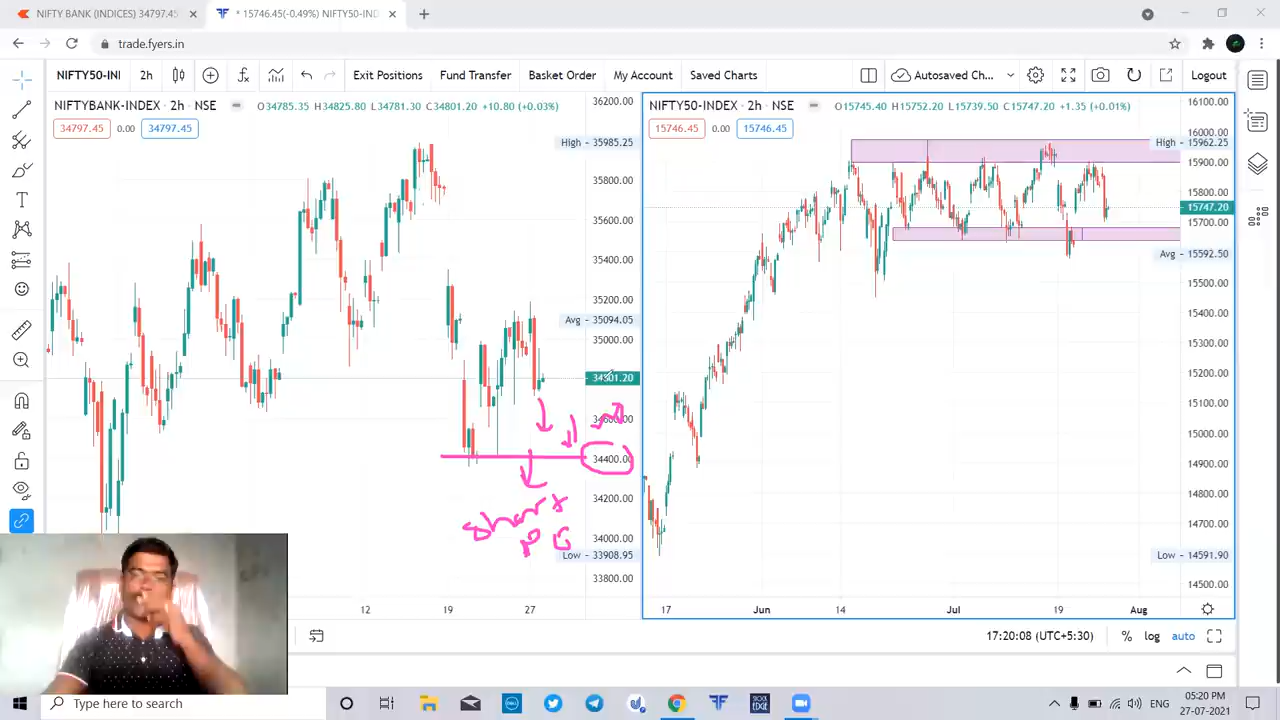 NIFTY BANK (INDICES) 34797.45
* 15746.45(-0.49%) NIFTY50-IND
trade.fyers.in
NIFTY50-INI 2h Exit Positions Fund Transfer Basket Order My Account Saved Charts Autosaved Ch... Logout
NIFTYBANK-INDEX · 2h · NSE O34785.35 H34825.80 L34781.30 C34801.20 +10.80 (+0.03%)
34797.45 0.00 34797.45
36200.00
High - 35985.25
35800.00
35600.00
35400.00
35200.00
Avg - 35094.05
35000.00
34801.20
34600.00
34400.00
34200.00
34000.00
Low - 33908.95
33800.00
short
12 19 27
NIFTY50-INDEX · 2h · NSE O15745.40 H15752.20 L15739.50 C15747.20 +1.35 (+0.01%)
15746.45 0.00 15746.45
16100.00
16000.00
High - 15962.25
15900.00
15800.00
15747.20
15700.00
Avg - 15592.50
15500.00
15400.00
15300.00
15200.00
15100.00
15000.00
14900.00
14800.00
14700.00
Low - 14591.90
14500.00
17 Jun 14 Jul 19 Aug
17:20:08 (UTC+5:30) % log auto
Type here to search
DELL
STOCK EDGE
ENG
05:20 PM
27-07-2021